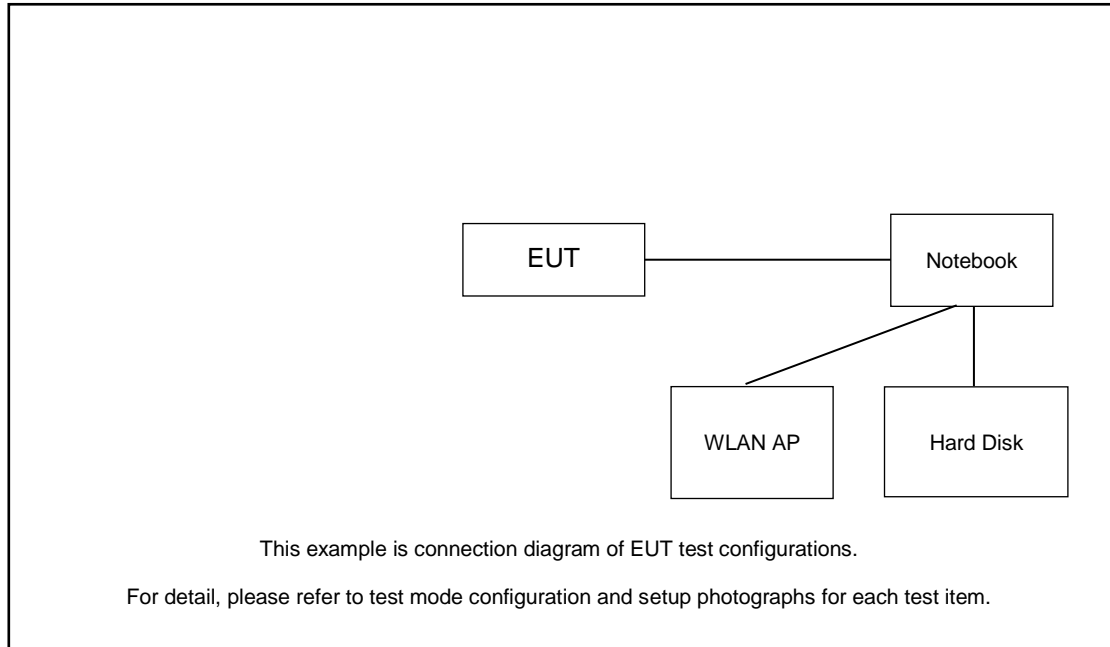 EUT
Notebook
WLAN AP
Hard Disk
This example is connection diagram of EUT test configurations.
For detail, please refer to test mode configuration and setup photographs for each test item.